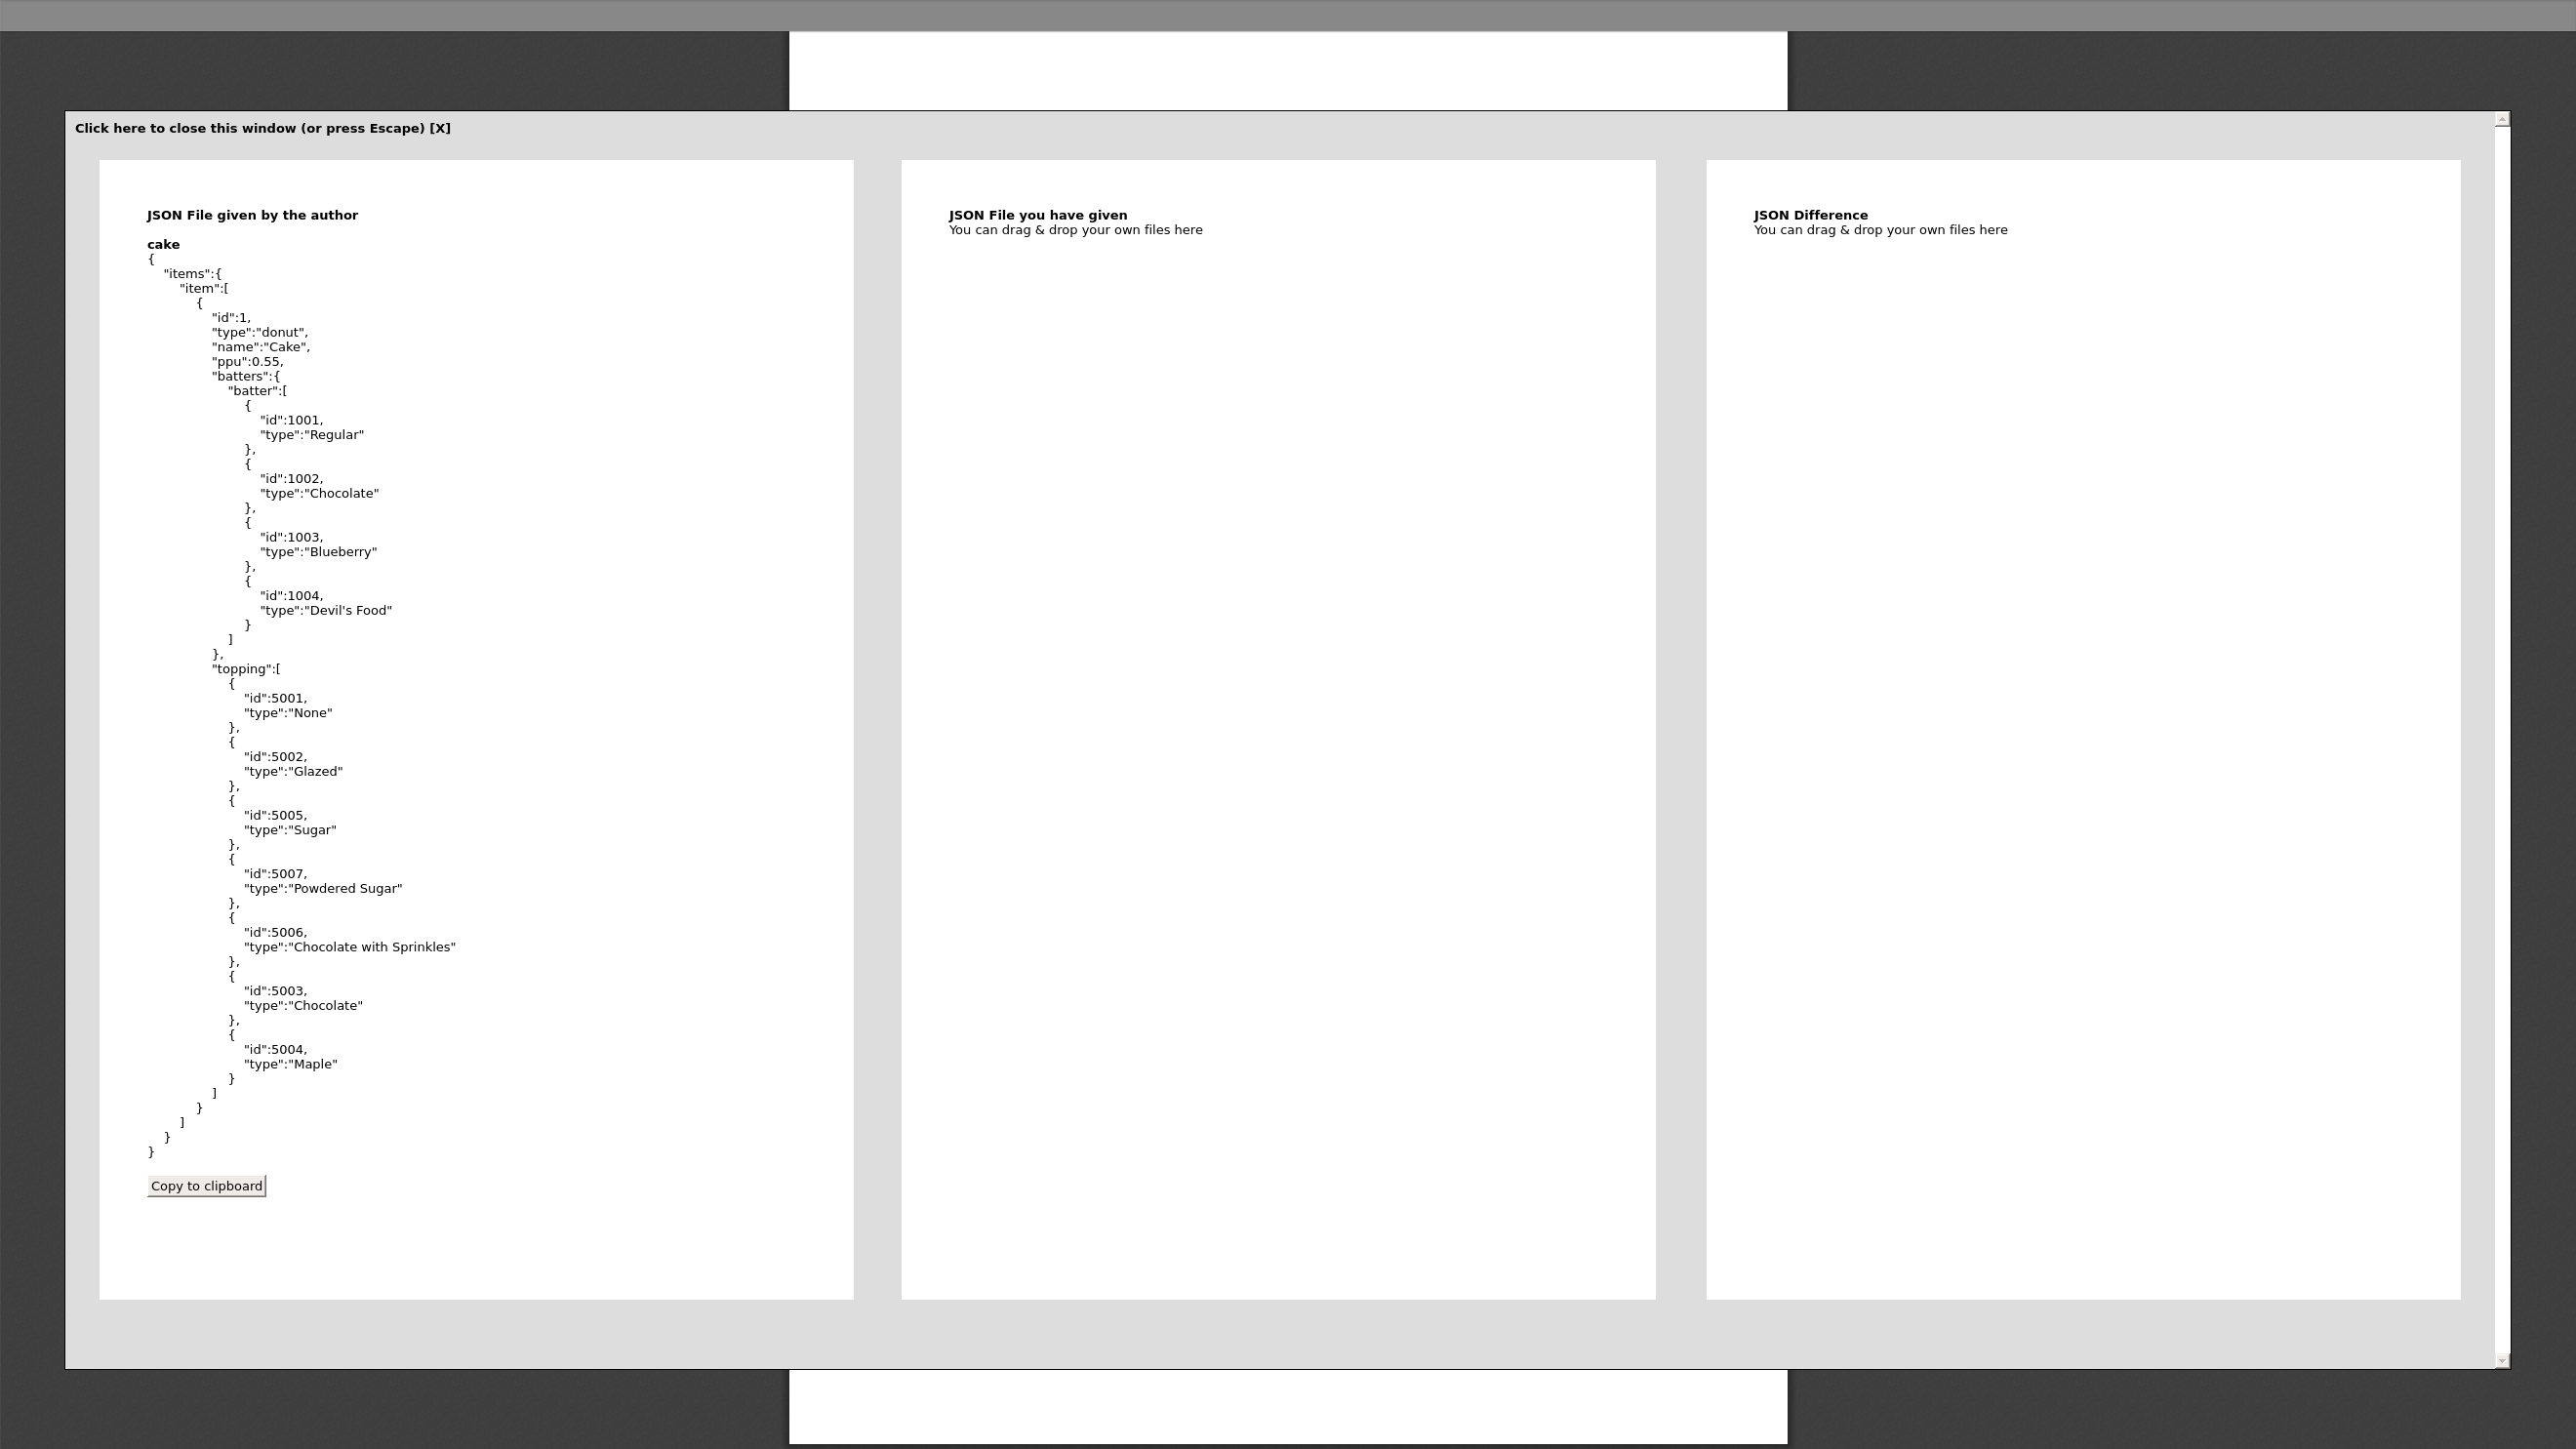 Click here to close this window (or press Escape) [X]
JSON File given by the author
cake
{
"items":{
"item":[
{
"id":1,
"type":"donut",
"name":"Cake",
"ppu":0.55,
"batters":{
"batter":[
{
"id":1001,
"type":"Regular"
},
{
"id":1002,
"type":"Chocolate"
},
{
"id":1003,
"type":"Blueberry"
},
{
"id":1004,
"type":"Devil's Food"
}
]
},
"topping":[
{
"id":5001,
"type":"None"
},
{
"id":5002,
"type":"Glazed"
},
{
"id":5005,
"type":"Sugar"
},
{
"id":5007,
"type":"Powdered Sugar"
},
{
"id":5006,
"type":"Chocolate with Sprinkles"
},
{
"id":5003,
"type":"Chocolate"
},
{
"id":5004,
"type":"Maple"
}
]
}
]
}
}
Copy to clipboard
JSON File you have given
You can drag & drop your own files here
JSON Difference
You can drag & drop your own files here